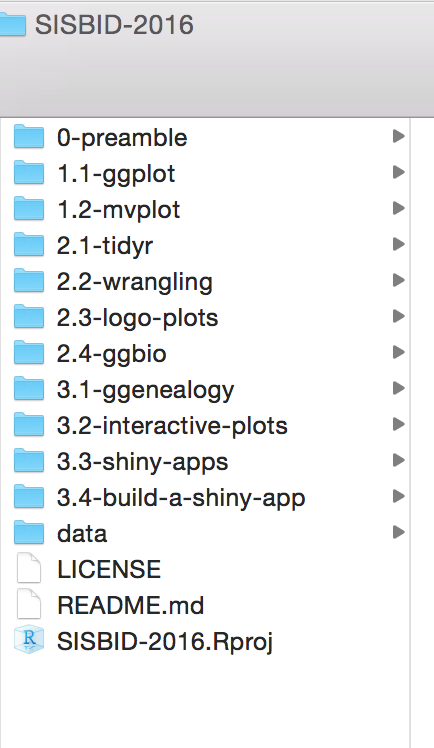 SISBID-2016
0-preamble
1.1-ggplot
1.2-mvplot
2.1-tidyr
2.2-wrangling
2.3-logo-plots
2.4-ggbio
3.1-ggenealogy
3.2-interactive-plots
3.3-shiny-apps
3.4-build-a-shiny-app
data
LICENSE
README.md
SISBID-2016.Rproj